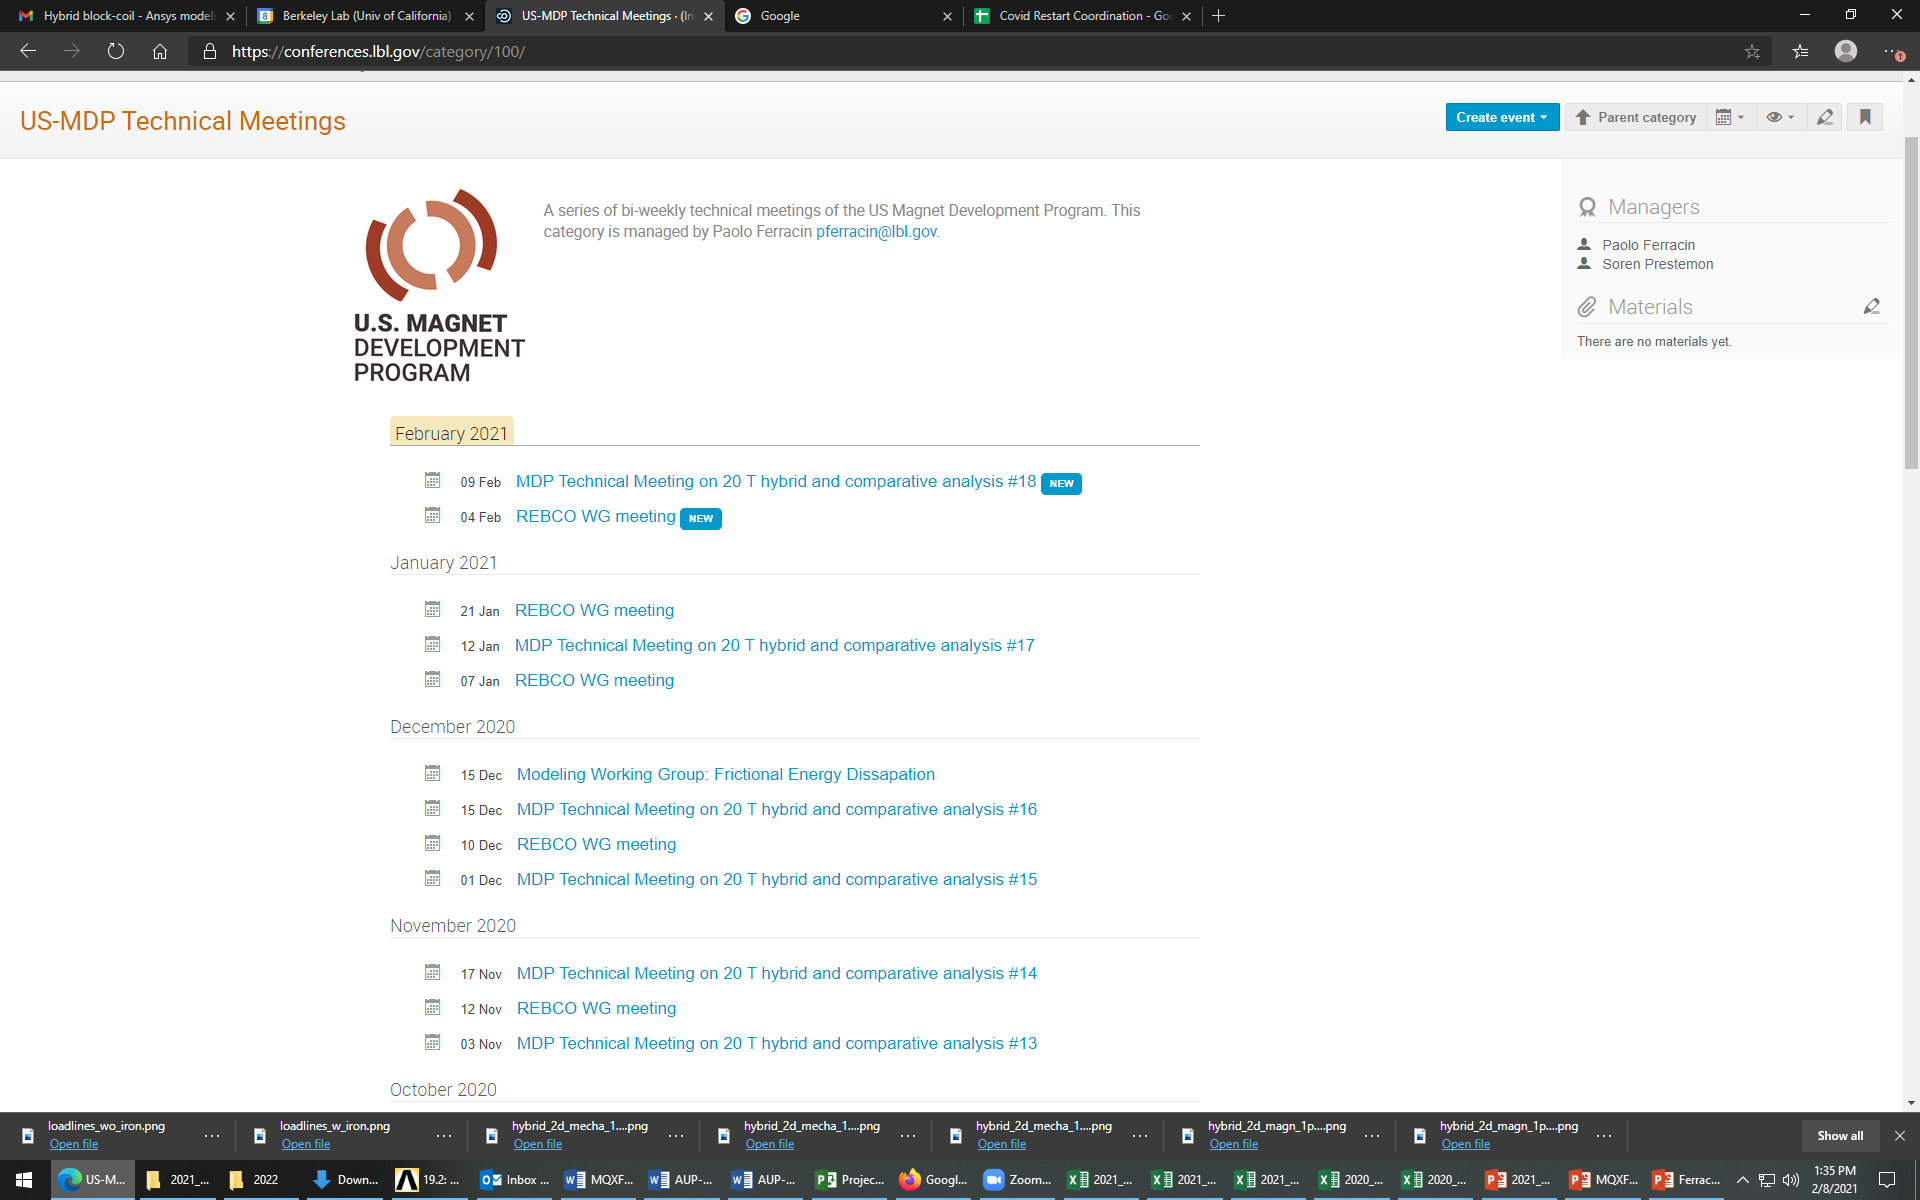 Hybrid block-coil - Ansys models
Berkeley Lab (Univ of California)
US-MDP Technical Meetings · (In
Google
Covid Restart Coordination - Goo
https://conferences.lbl.gov/category/100/
US-MDP Technical Meetings
Create event
Parent category
A series of bi-weekly technical meetings of the US Magnet Development Program. This
category is managed by Paolo Ferracin pferracin@lbl.gov.
U.S. MAGNET
DEVELOPMENT
PROGRAM
Managers
Paolo Ferracin
Soren Prestemon
Materials
There are no materials yet.
February 2021
09 Feb MDP Technical Meeting on 20 T hybrid and comparative analysis #18 NEW
04 Feb REBCO WG meeting NEW
January 2021
21 Jan REBCO WG meeting
12 Jan MDP Technical Meeting on 20 T hybrid and comparative analysis #17
07 Jan REBCO WG meeting
December 2020
15 Dec Modeling Working Group: Frictional Energy Dissapation
15 Dec MDP Technical Meeting on 20 T hybrid and comparative analysis #16
10 Dec REBCO WG meeting
01 Dec MDP Technical Meeting on 20 T hybrid and comparative analysis #15
November 2020
17 Nov MDP Technical Meeting on 20 T hybrid and comparative analysis #14
12 Nov REBCO WG meeting
03 Nov MDP Technical Meeting on 20 T hybrid and comparative analysis #13
October 2020
loadlines_wo_iron.png
Open file
loadlines_w_iron.png
Open file
hybrid_2d_mecha_1....png
Open file
hybrid_2d_mecha_1....png
Open file
hybrid_2d_mecha_1....png
Open file
hybrid_2d_magn_1p....png
Open file
hybrid_2d_magn_1p....png
Open file
Show all
US-M...
2021_...
2022
Down...
19.2: ...
Inbox ...
MQXF...
AUP-...
AUP-...
Projec...
Googl...
Zoom...
2021_...
2021_...
2021_...
2020_...
2020_...
2021_...
MQXF...
Ferrac...
1:35 PM
2/8/2021